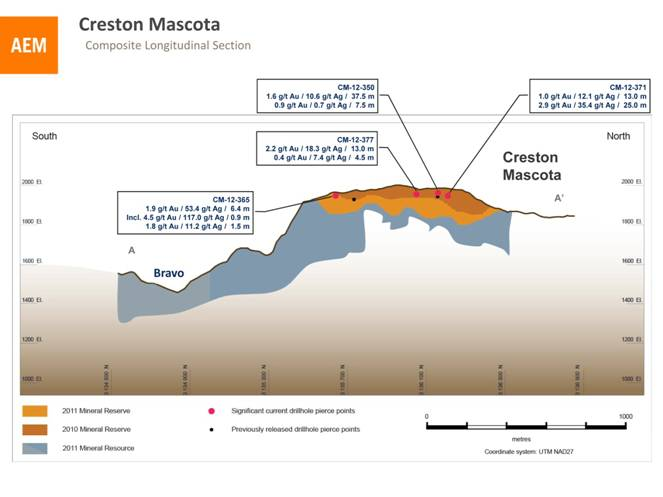 AEM
Creston Mascota
Composite Longitudinal Section
CM-12-350
1.6 g/t Au / 10.6 g/t Ag / 37.5 m
0.9 g/t Au / 0.7 g/t Ag / 7.5 m
CM-12-371
1.0 g/t Au / 12.1 g/t Ag / 13.0 m
2.9 g/t Au / 35.4 g/t Ag / 25.0 m
South
North
CM-12-377
2.2 g/t Au / 18.3 g/t Ag / 13.0 m
0.4 g/t Au / 7.4 g/t Ag / 4.5 m
Creston
Mascota
2000 El.
2000 El.
CM-12-365
1.9 g/t Au / 53.4 g/t Ag / 6.4 m
Incl. 4.5 g/t Au / 117.0 g/t Ag / 0.9 m
1.8 g/t Au / 11.2 g/t Ag / 1.5 m
A'
1800 El.
1800 El.
A
Bravo
1600 El.
1600 El.
1400 El.
1400 El.
1200 El.
1200 El.
1000 El.
1000 El.
2011 Mineral Reserve
Significant current drillhole pierce points
0
1000
2010 Mineral Reserve
Previously released drillhole pierce points
metres
2011 Mineral Resource
Coordinate system: UTM NAD27